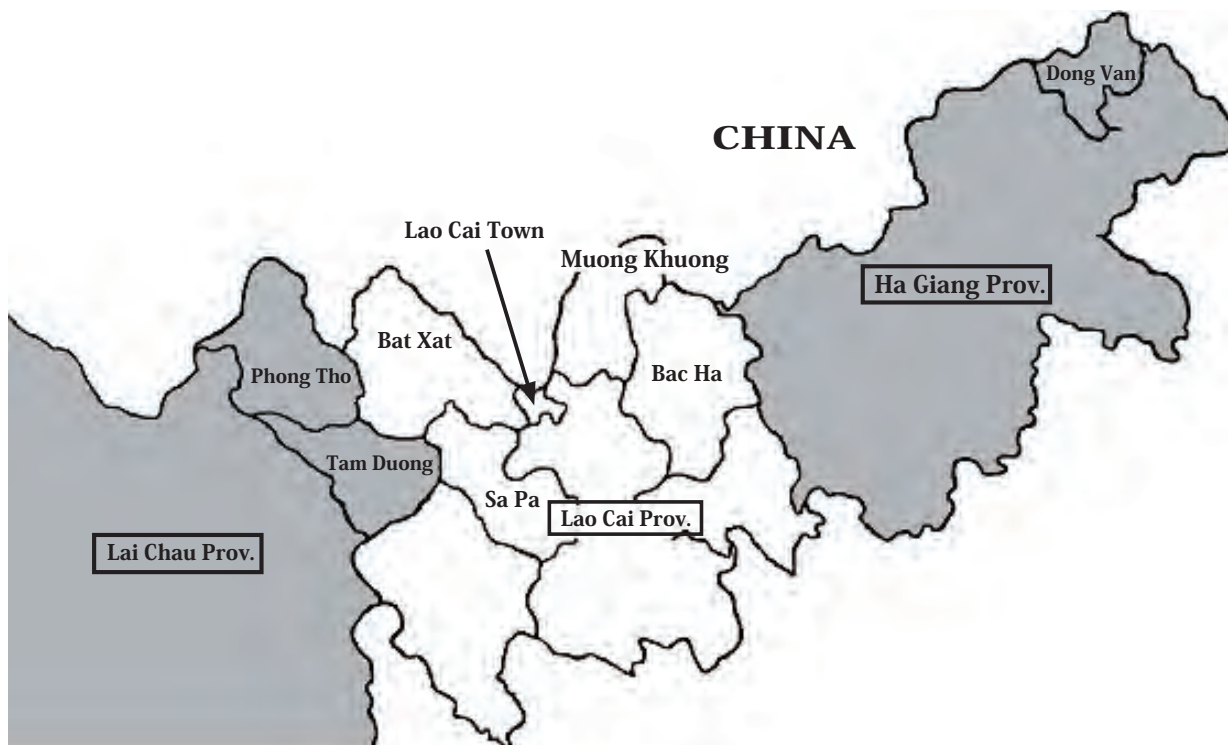 Dong Van
CHINA
Lao Cai Town
Muong Khuong
Ha Giang Prov.
Bat Xat
Phong Tho
Bac Ha
Tam Duong
Sa Pa
Lao Cai Prov.
Lai Chau Prov.